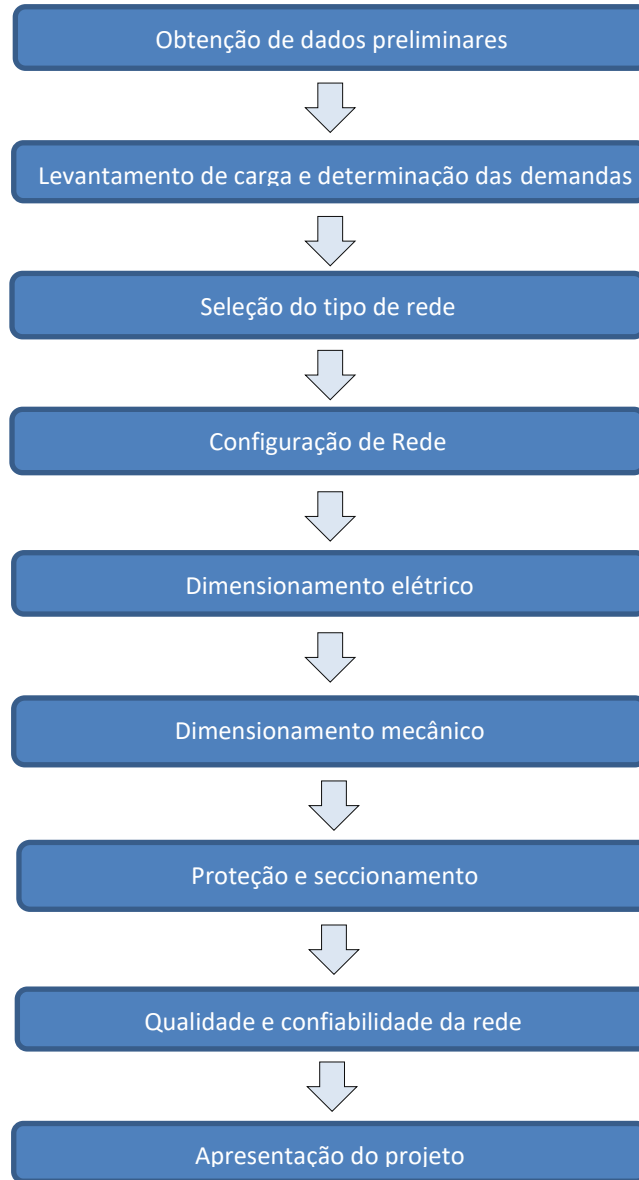 Obtenção de dados preliminares
Levantamento de carga e determinação das demandas
Seleção do tipo de rede
Configuração de Rede
Dimensionamento elétrico
Dimensionamento mecânico
Proteção e seccionamento
Qualidade e confiabilidade da rede
Apresentação do projeto